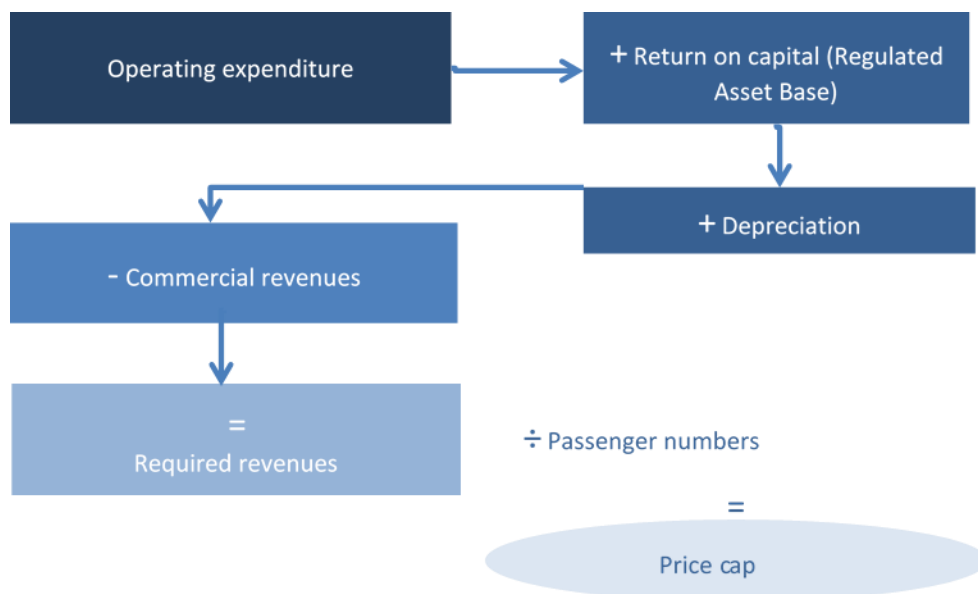 Operating expenditure
+ Return on capital (Regulated
Asset Base)
+ Depreciation
- Commercial revenues
=
Required revenues
÷ Passenger numbers
=
Price cap